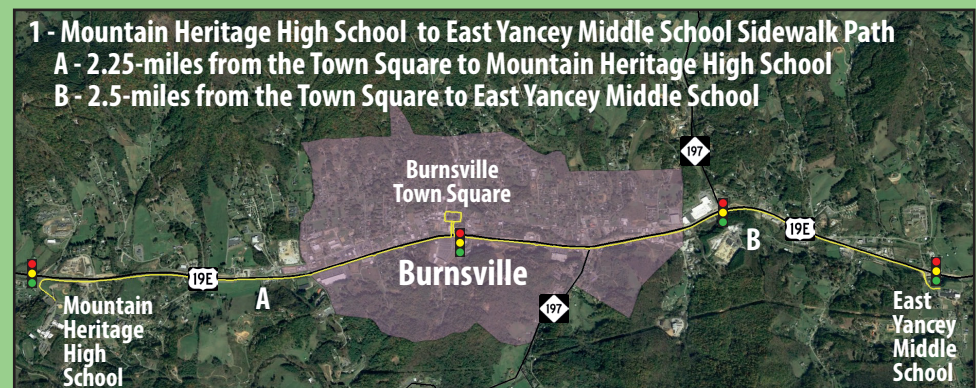 1 - Mountain Heritage High School to East Yancey Middle School Sidewalk Path
A - 2.25-miles from the Town Square to Mountain Heritage High School
B - 2.5-miles from the Town Square to East Yancey Middle School
197
Burnsville
Town Square
B
19E
Burnsville
19E
A
197
Mountain
Heritage
High
School
East
Yancey
Middle
School